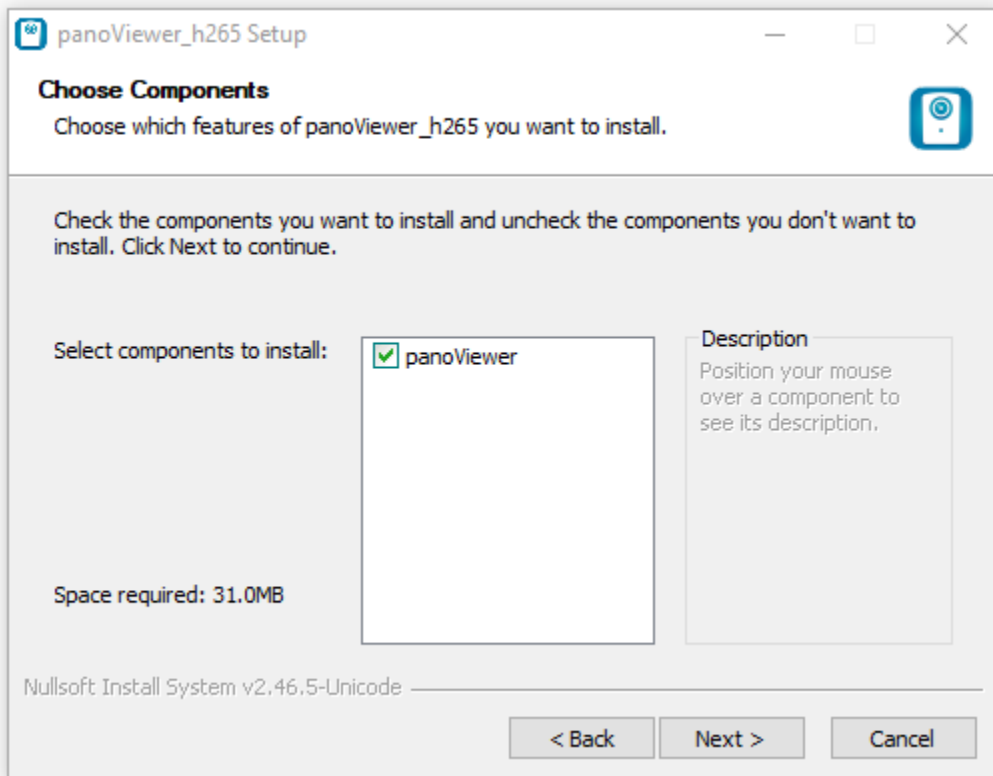 panoViewer_h265 Setup
Choose Components
Choose which features of panoViewer_h265 you want to install.
Check the components you want to install and uncheck the components you don't want to
install. Click Next to continue.
Select components to install:
panoViewer
Description
Position your mouse
over a component to
see its description.
Space required: 31.0MB
Nullsoft Install System v2.46.5-Unicode
< Back
Next >
Cancel